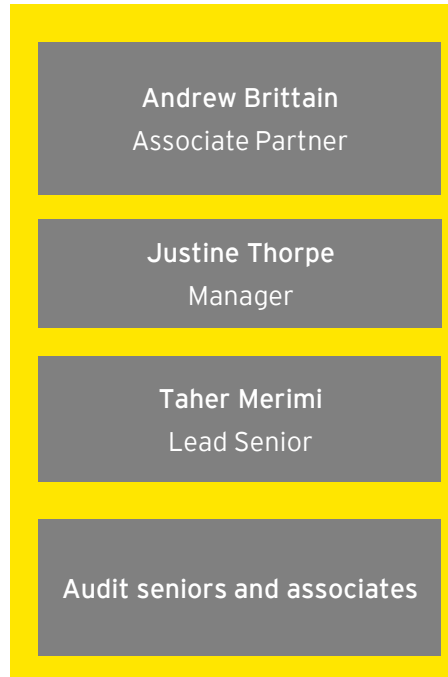 Andrew Brittain
Associate Partner
Justine Thorpe
Manager
Taher Merimi
Lead Senior
Audit seniors and associates